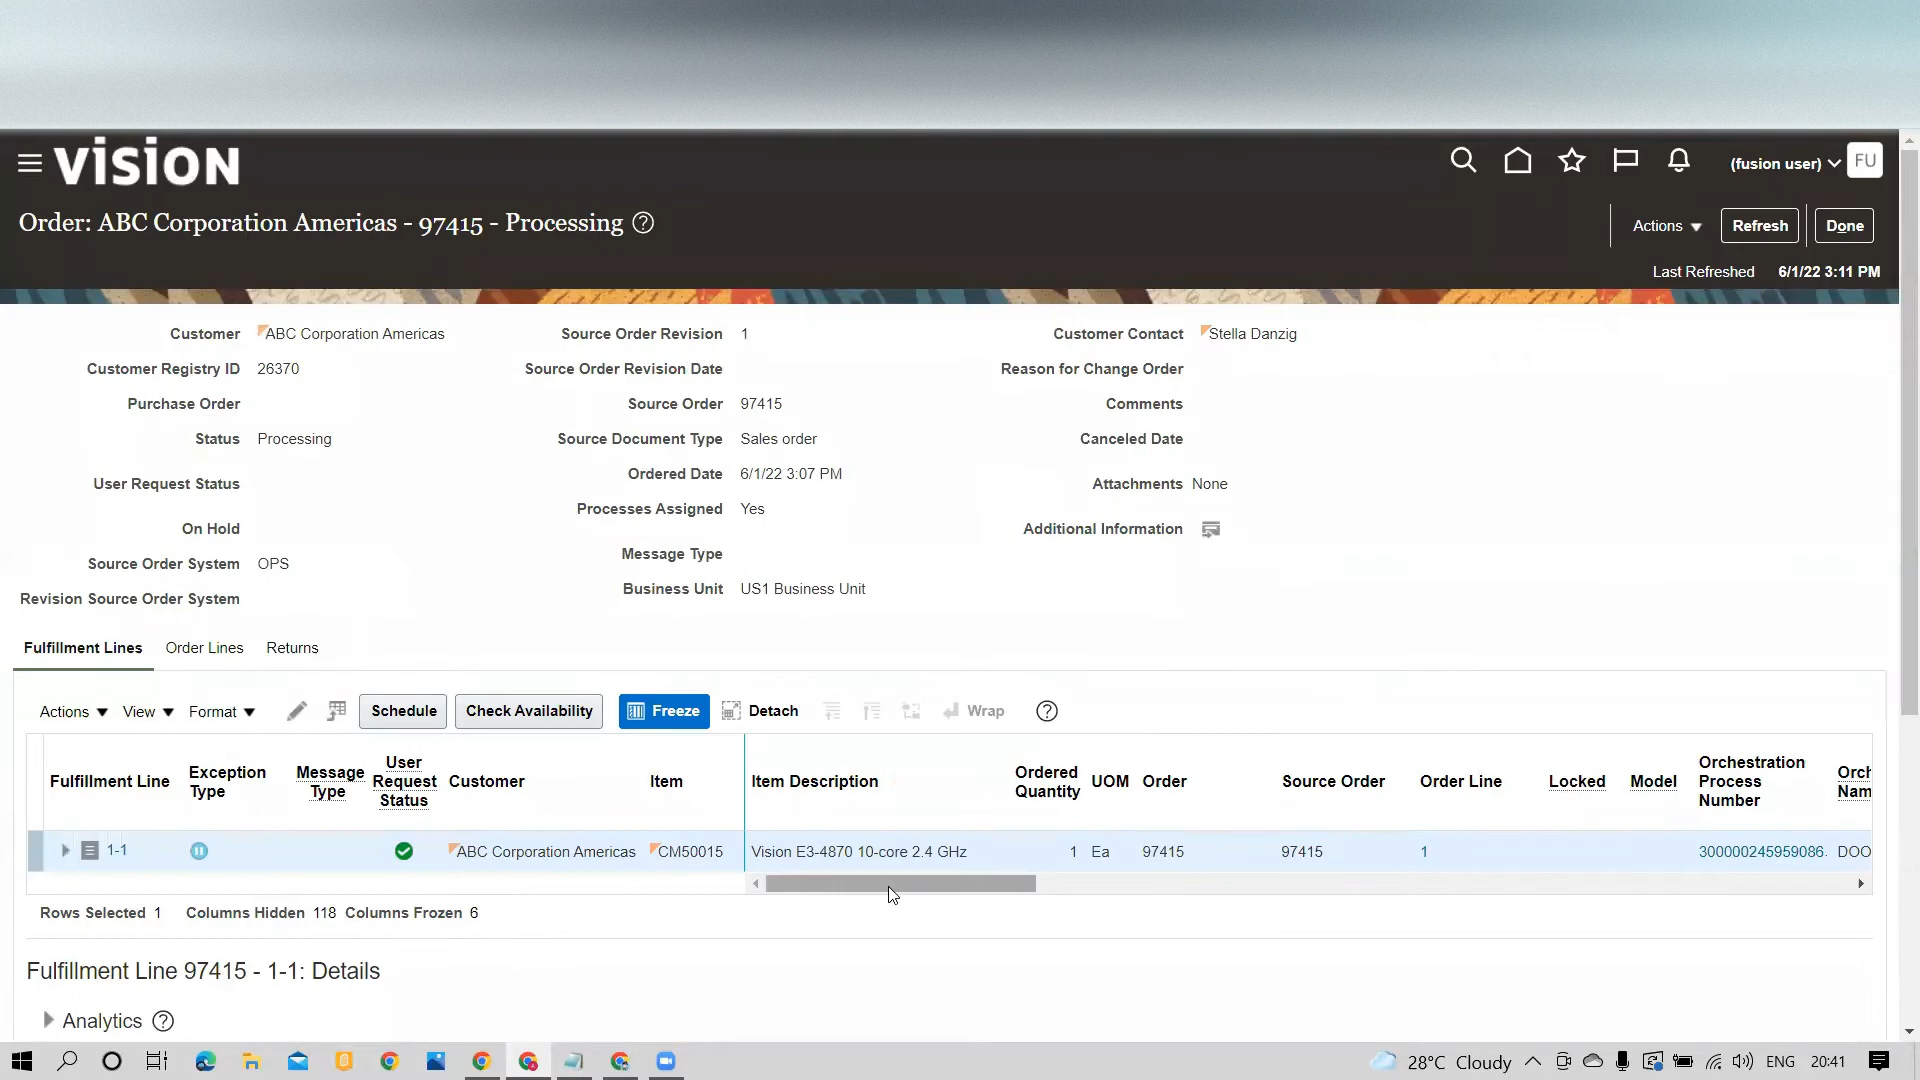 vision
(fusion user)
FU
Order: ABC Corporation Americas - 97415 - Processing
Actions
Refresh
Done
Last Refreshed 6/1/22 3:11 PM
Customer ABC Corporation Americas
Source Order Revision 1
Customer Contact Stella Danzig
Customer Registry ID 26370
Source Order Revision Date
Reason for Change Order
Purchase Order
Source Order 97415
Comments
Status Processing
Source Document Type Sales order
Canceled Date
User Request Status
Ordered Date 6/1/22 3:07 PM
Attachments None
Processes Assigned Yes
On Hold
Additional Information
Message Type
Source Order System OPS
Business Unit US1 Business Unit
Revision Source Order System
Fulfillment Lines
Order Lines
Returns
Actions
View
Format
Schedule
Check Availability
Freeze
Detach
Wrap
Fulfillment Line
Exception
Type
Message
Type
User
Request
Status
Customer
Item
Item Description
Ordered
Quantity
UOM
Order
Source Order
Order Line
Locked
Model
Orchestration
Process
Number
Orch
Nam
1-1
ABC Corporation Americas
CM50015
Vision E3-4870 10-core 2.4 GHz
1
Ea
97415
97415
1
300000245959086.
DOO
Rows Selected 1
Columns Hidden 118
Columns Frozen 6
Fulfillment Line 97415 - 1-1: Details
Analytics
28°C Cloudy
ENG
20:41